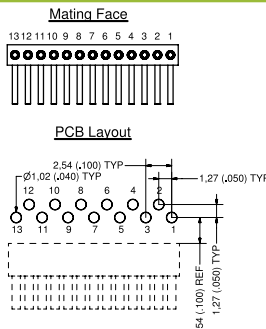 Mating Face
13 12 11 10 9 8 7 6 5 4 3 2 1
PCB Layout
2,54 (.100) TYP
Ø1,02 (.040) TYP
1,27 (.050) TYP
12 10 8 6 4 2
13 11 9 7 5 3 1
54 (.100) REF
1,27 (.050) TYP